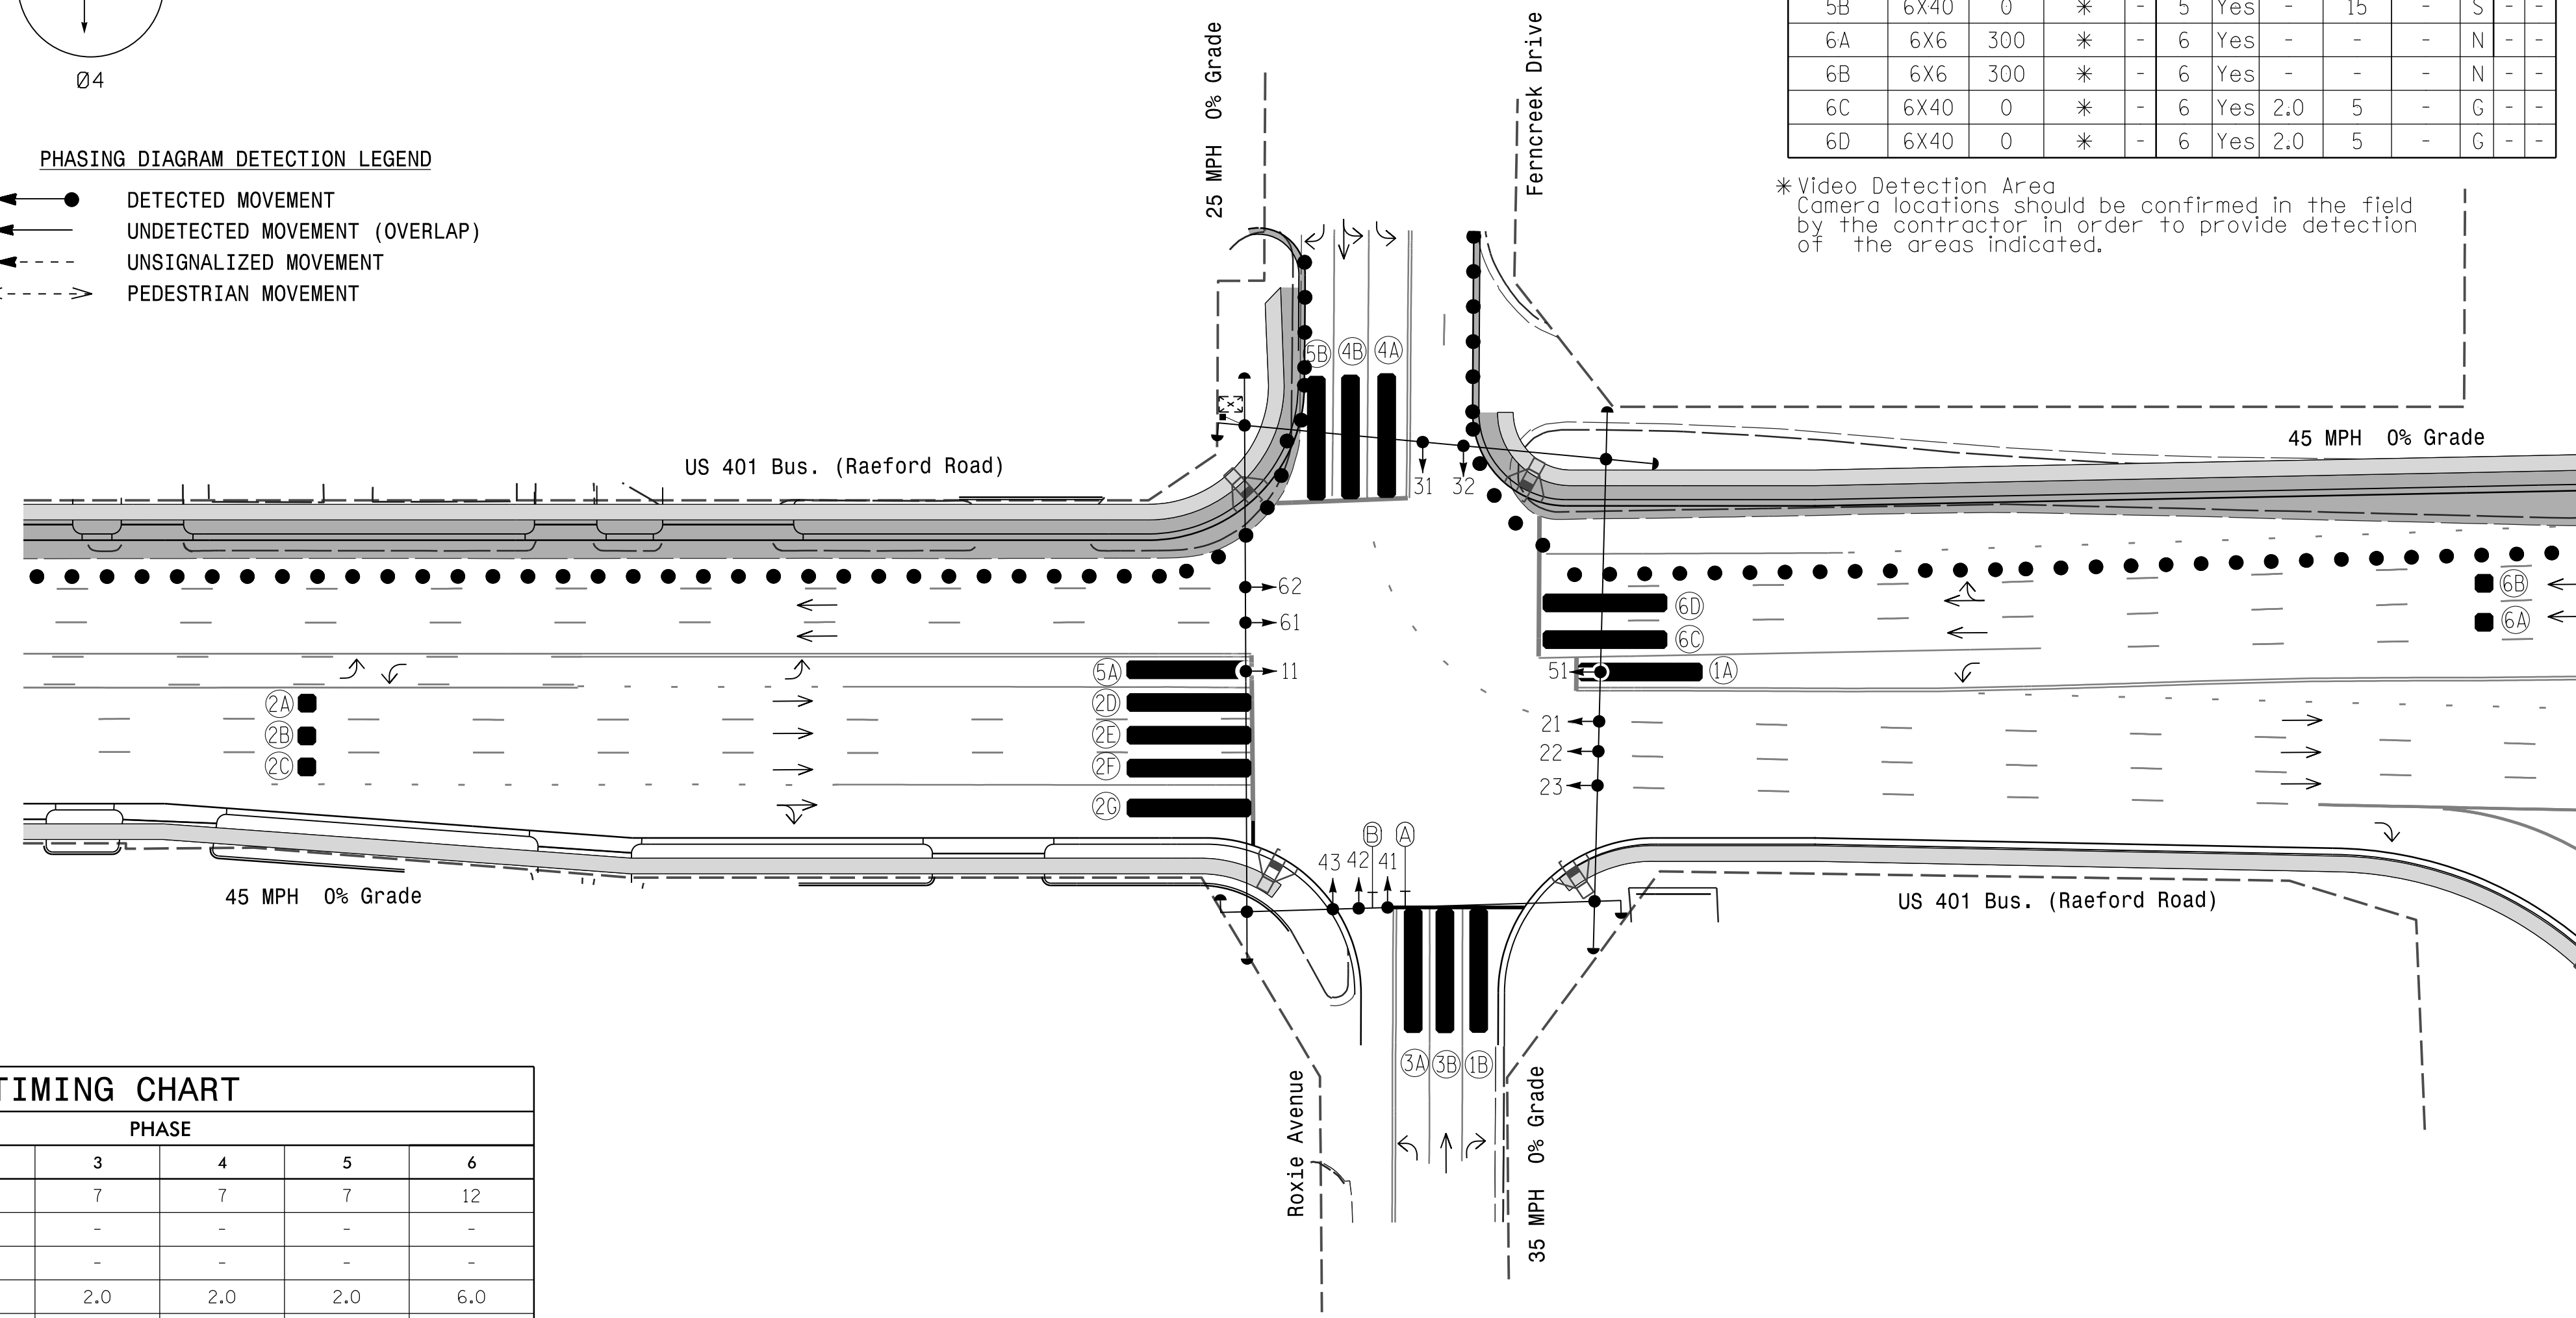 Ø4
PHASING DIAGRAM DETECTION LEGEND
DETECTED MOVEMENT
UNDETECTED MOVEMENT (OVERLAP)
UNSIGNALIZED MOVEMENT
PEDESTRIAN MOVEMENT
25 MPH 0% Grade
Ferncreek Drive
5B 6X40 0 * - 5 Yes - 15 - S - -
6A 6X6 300 * - 6 Yes - - - N - -
6B 6X6 300 * - 6 Yes - - - N - -
6C 6X40 0 * - 6 Yes 2.0 5 - G - -
6D 6X40 0 * - 6 Yes 2.0 5 - G - -
* Video Detection Area
Camera locations should be confirmed in the field
by the contractor in order to provide detection
of the areas indicated.
5B 4B 4A
45 MPH 0% Grade
US 401 Bus. (Raeford Road)
31 32
62
61
11
6D
6C
51
1A
6B
6A
5A
2A
2B
2C
2D
2E
2F
2G
21
22
23
B A
43 42 41
45 MPH 0% Grade
US 401 Bus. (Raeford Road)
3A 3B 1B
Roxie Avenue
35 MPH 0% Grade
TIMING CHART
PHASE
3 4 5 6
7 7 7 12
- - - -
- - - -
2.0 2.0 2.0 6.0